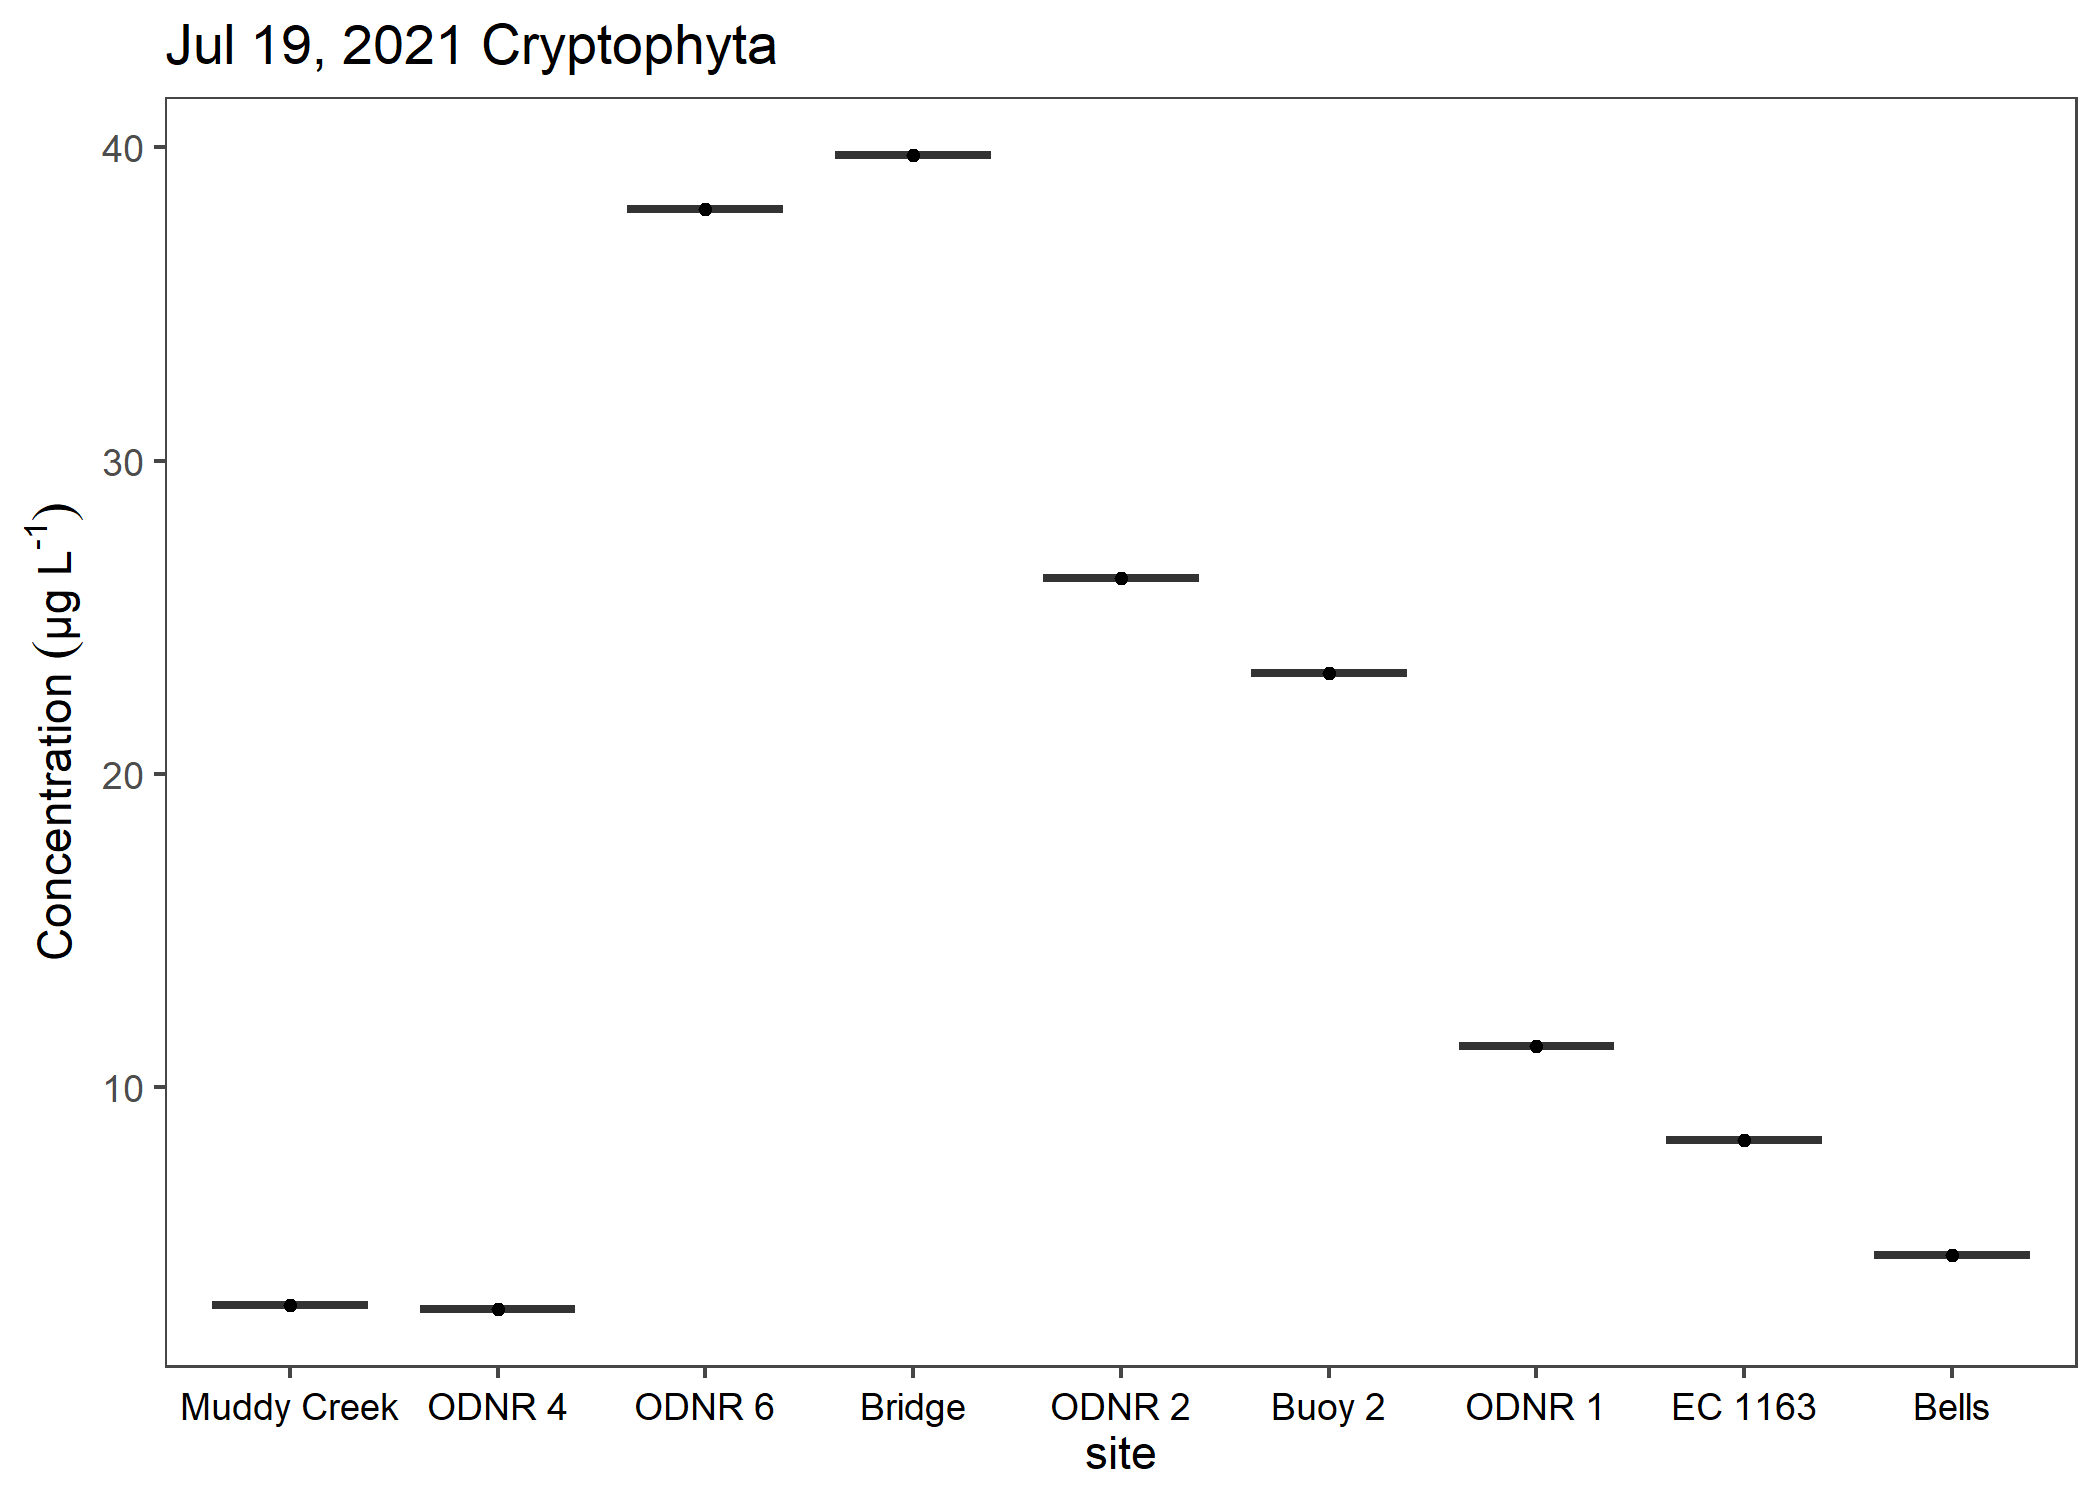 Jul 19, 2021 Cryptophyta
Concentration (µg L⁻¹)
40
30
20
10
Muddy Creek ODNR 4 ODNR 6 Bridge ODNR 2 Buoy 2 ODNR 1 EC 1163 Bells
site